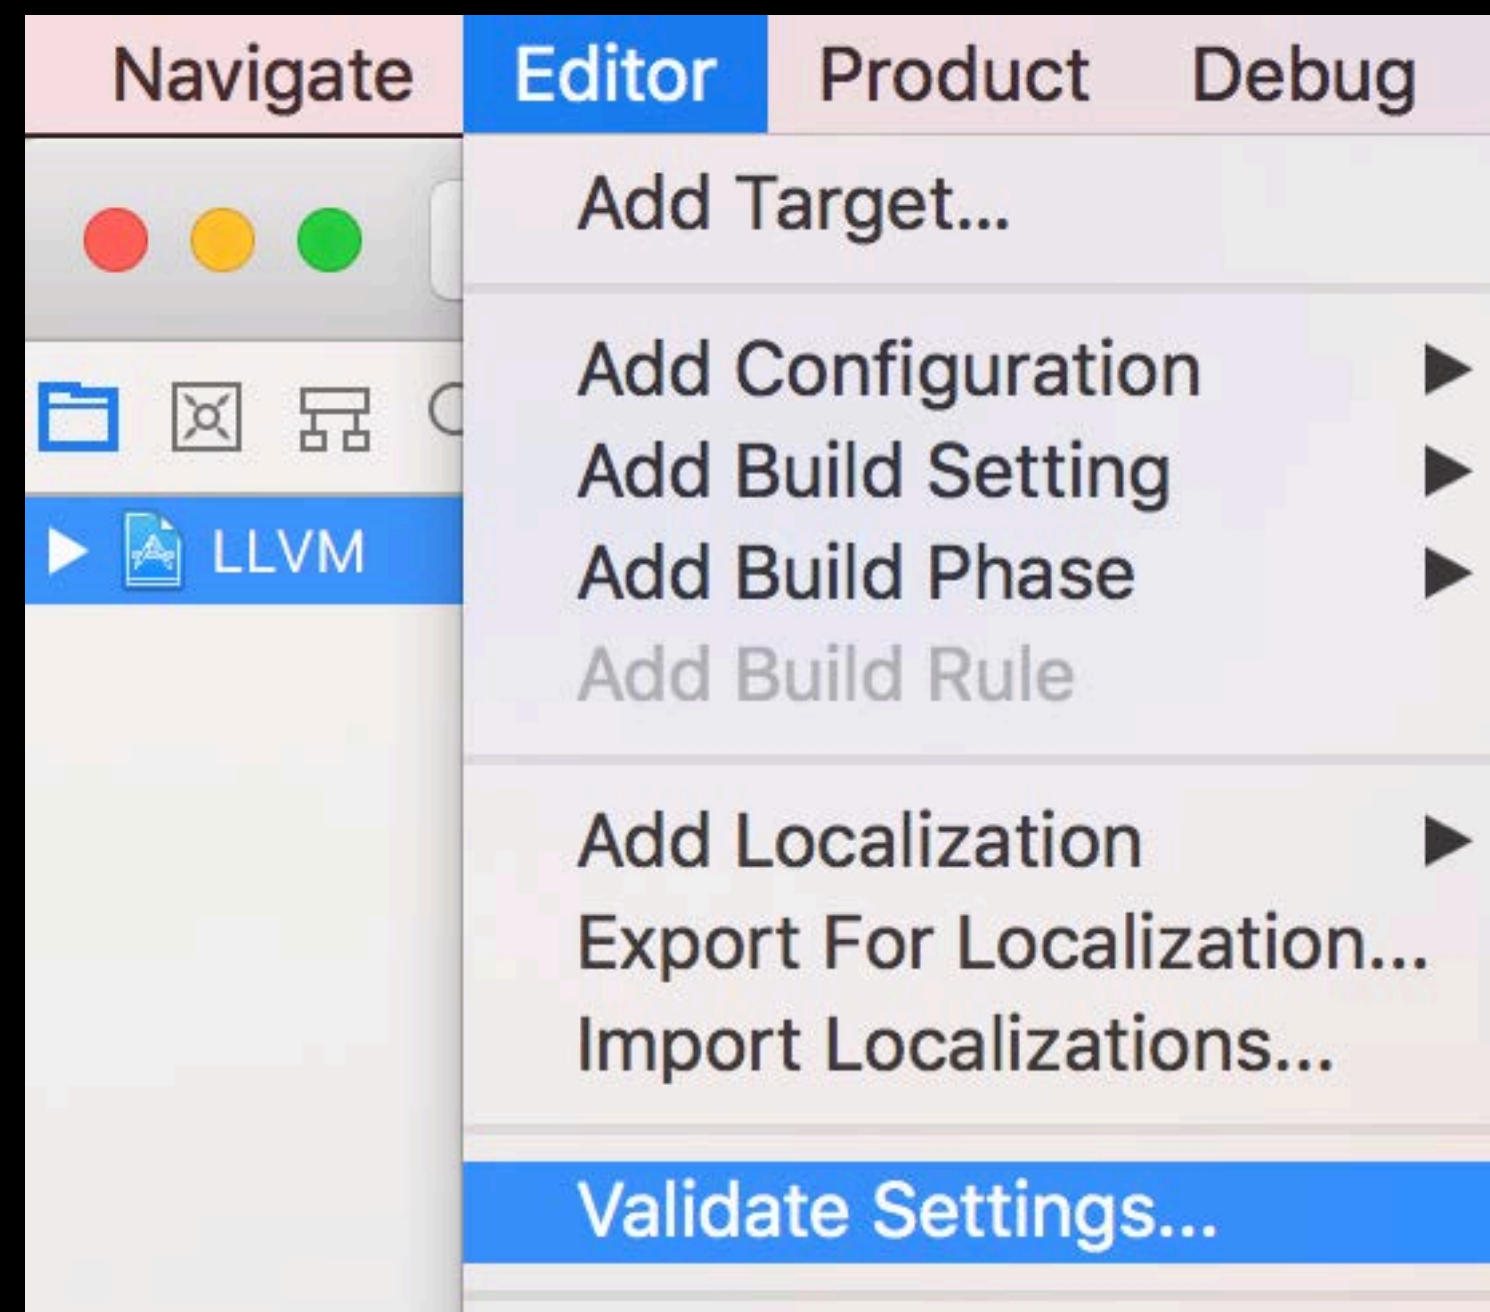 Navigate Editor Product Debug
Add Target...
Add Configuration
Add Build Setting
LLVM
Add Build Phase
Add Build Rule
Add Localization
Export For Localization...
Import Localizations...
Validate Settings...